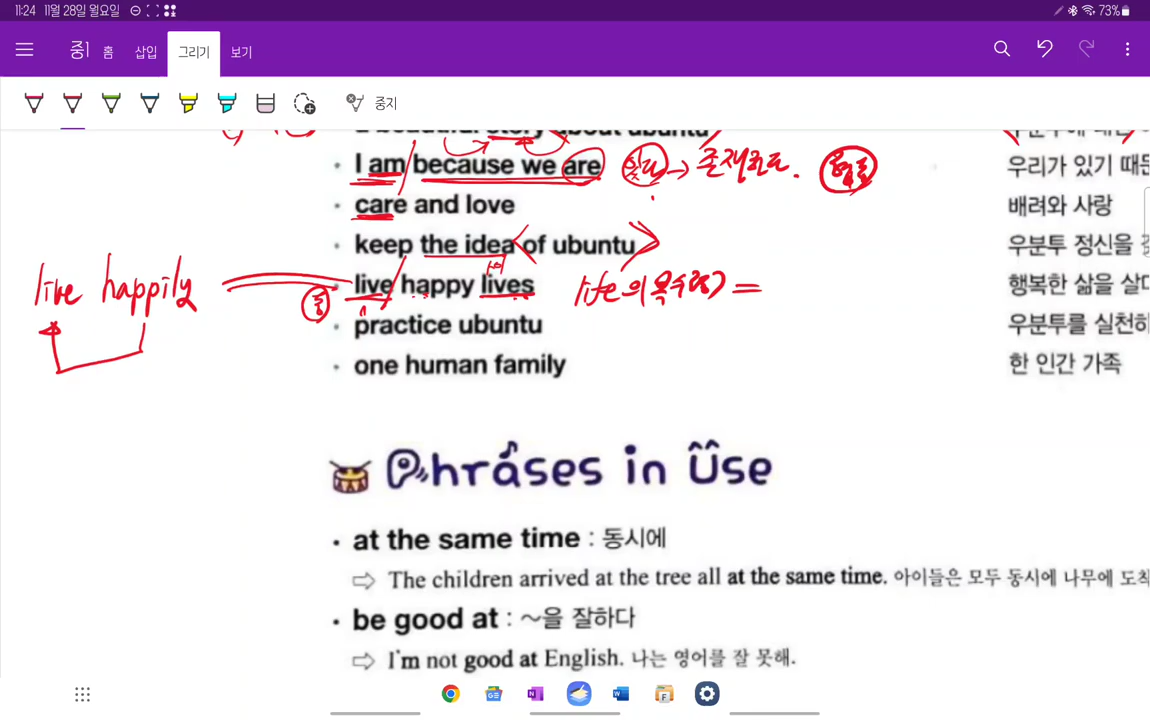 11:24 11월 28일 월요일 73%
중1 홈 삽입 그리기 보기
중지
a beautiful story about ubuntu
I am because we are 있다 → 존재 우리가 있기 때문
care and love 배려와 사랑
keep the idea of ubuntu 우분투 정신을
live happily live happy lives life의 복수형) = 행복한 삶을 살다
practice ubuntu 우분투를 실천하
one human family 한 인간 가족
Phrases in Use
at the same time : 동시에
⇨ The children arrived at the tree all at the same time. 아이들은 모두 동시에 나무에 도착
be good at : ~을 잘하다
⇨ I'm not good at English. 나는 영어를 잘 못해.